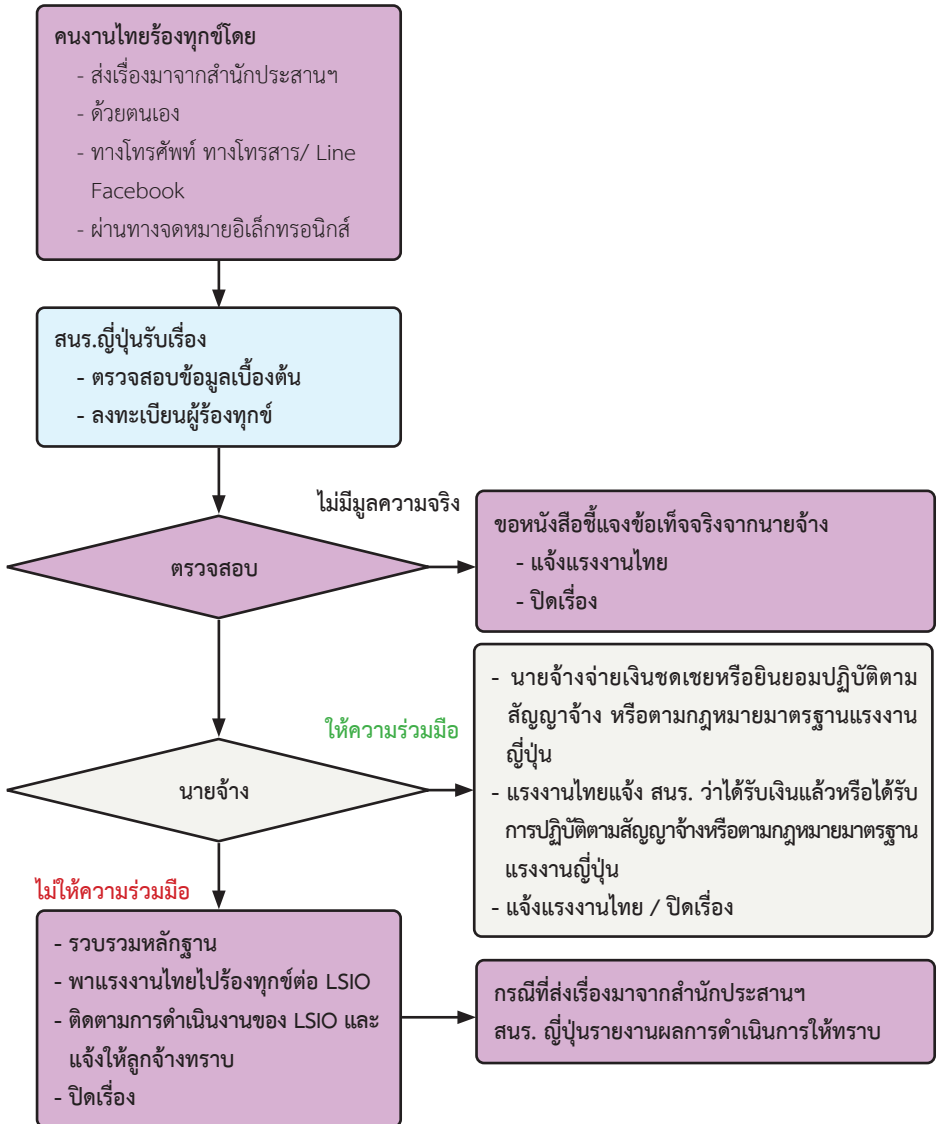 คนงานไทยร้องทุกข์โดย
- ส่งเรื่องมาจากสำนักประสานฯ
- ด้วยตนเอง
- ทางโทรศัพท์ ทางโทรสาร/ Line
Facebook
- ผ่านทางจดหมายอิเล็กทรอนิกส์
สนร.ญี่ปุ่นรับเรื่อง
- ตรวจสอบข้อมูลเบื้องต้น
- ลงทะเบียนผู้ร้องทุกข์
ตรวจสอบ
ไม่มีมูลความจริง
ขอหนังสือชี้แจงข้อเท็จจริงจากนายจ้าง
- แจ้งแรงงานไทย
- ปิดเรื่อง
นายจ้าง
ให้ความร่วมมือ
- นายจ้างจ่ายเงินชดเชยหรือยินยอมปฏิบัติตาม
สัญญาจ้าง หรือตามกฎหมายมาตรฐานแรงงาน
ญี่ปุ่น
- แรงงานไทยแจ้ง สนร. ว่าได้รับเงินแล้วหรือได้รับ
การปฏิบัติตามสัญญาจ้างหรือตามกฎหมายมาตรฐาน
แรงงานญี่ปุ่น
- แจ้งแรงงานไทย / ปิดเรื่อง
ไม่ให้ความร่วมมือ
- รวบรวมหลักฐาน
- พาแรงงานไทยไปร้องทุกข์ต่อ LSIO
- ติดตามการดำเนินงานของ LSIO และ
แจ้งให้ลูกจ้างทราบ
- ปิดเรื่อง
กรณีที่ส่งเรื่องมาจากสำนักประสานฯ
สนร. ญี่ปุ่นรายงานผลการดำเนินการให้ทราบ